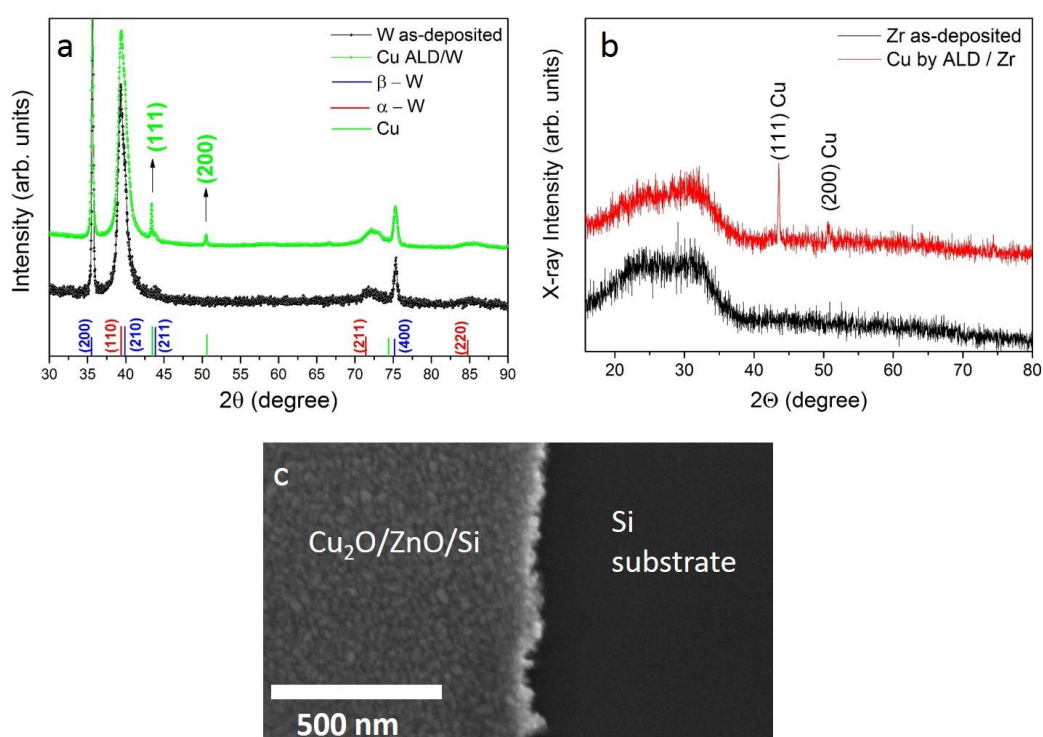 a
W as-deposited
Cu ALD/W
β – W
α – W
Cu
(111)
(200)
Intensity (arb. units)
(200)
(110)
(210)
(211)
(211)
(400)
(220)
30 35 40 45 50 55 60 65 70 75 80 85 90
2θ (degree)
b
Zr as-deposited
Cu by ALD / Zr
(111) Cu
(200) Cu
X-ray Intensity (arb. units)
20 30 40 50 60 70 80
2Θ (degree)
c
Cu₂O/ZnO/Si
Si
substrate
500 nm